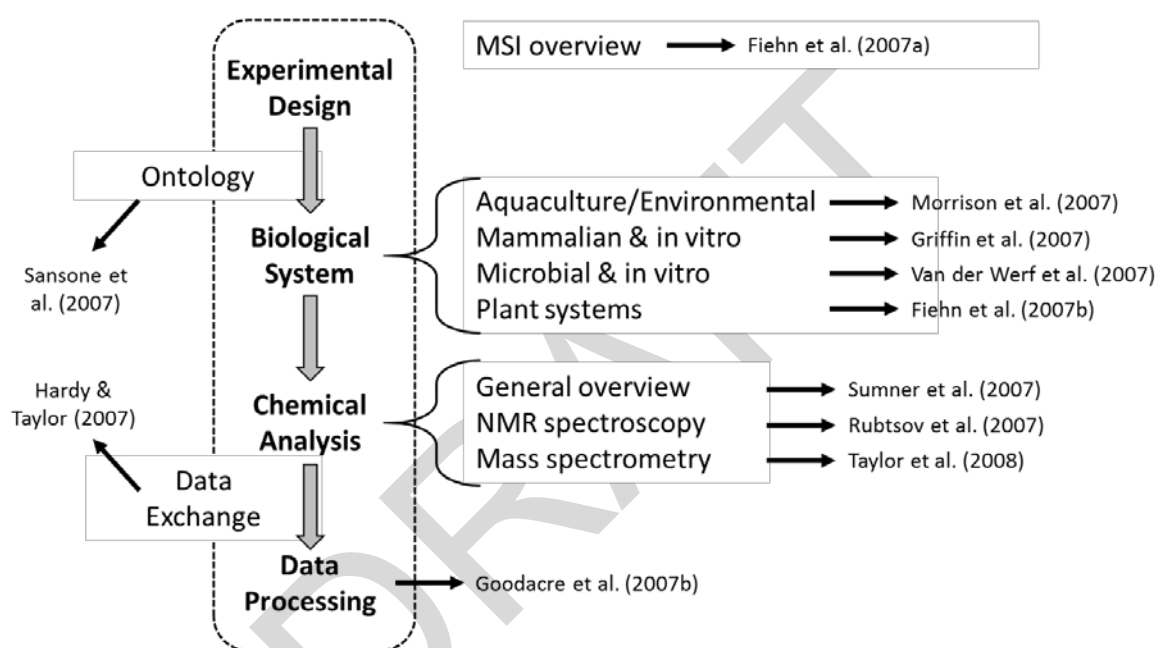 MSI overview
Fiehn et al. (2007a)
Experimental
Design
Ontology
Sansone et
al. (2007)
Biological
System
Aquaculture/Environmental
Morrison et al. (2007)
Mammalian & in vitro
Griffin et al. (2007)
Microbial & in vitro
Van der Werf et al. (2007)
Plant systems
Fiehn et al. (2007b)
Hardy &
Taylor (2007)
Chemical
Analysis
General overview
Sumner et al. (2007)
NMR spectroscopy
Rubtsov et al. (2007)
Mass spectrometry
Taylor et al. (2008)
Data
Exchange
Data
Processing
Goodacre et al. (2007b)
DRAFT